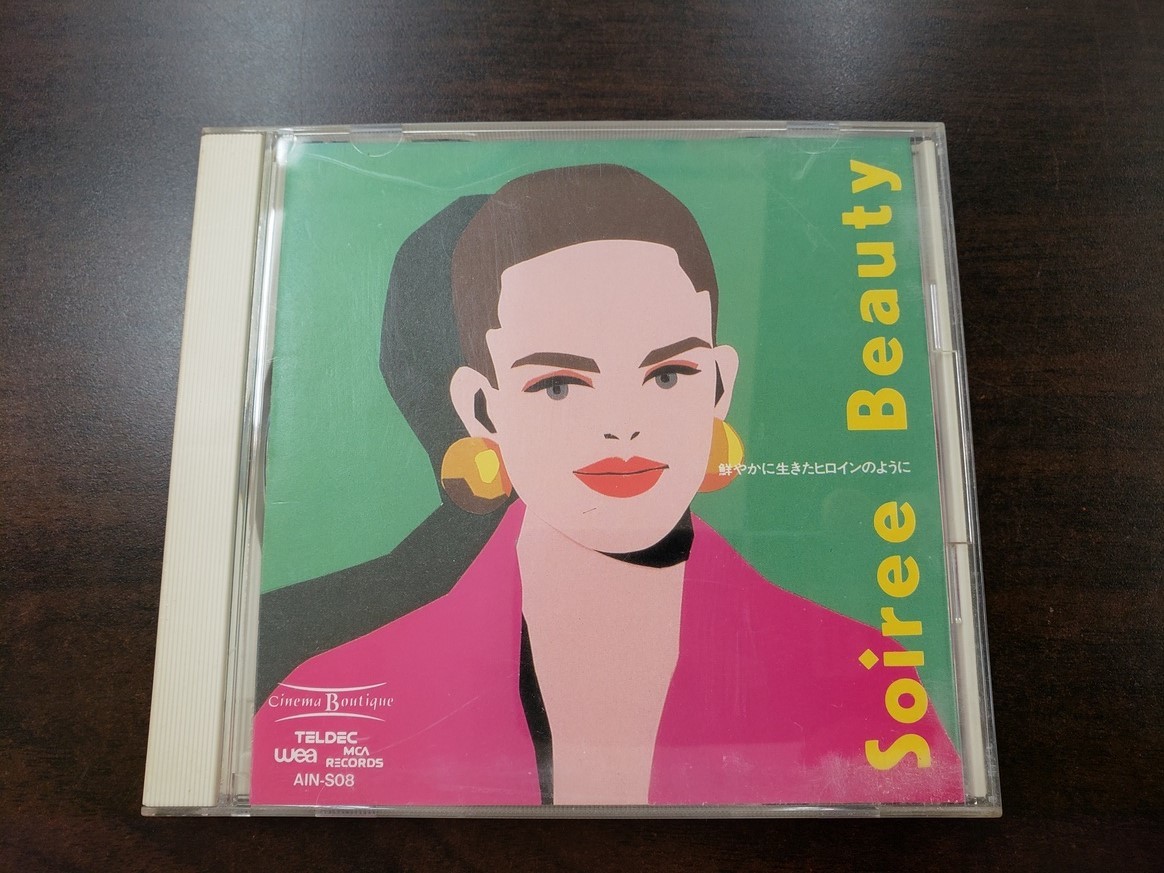 Soiree Beauty
鮮やかに生きたヒロインのように
Cinema Boutique
TELDEC
wea MCA RECORDS
AIN-S08